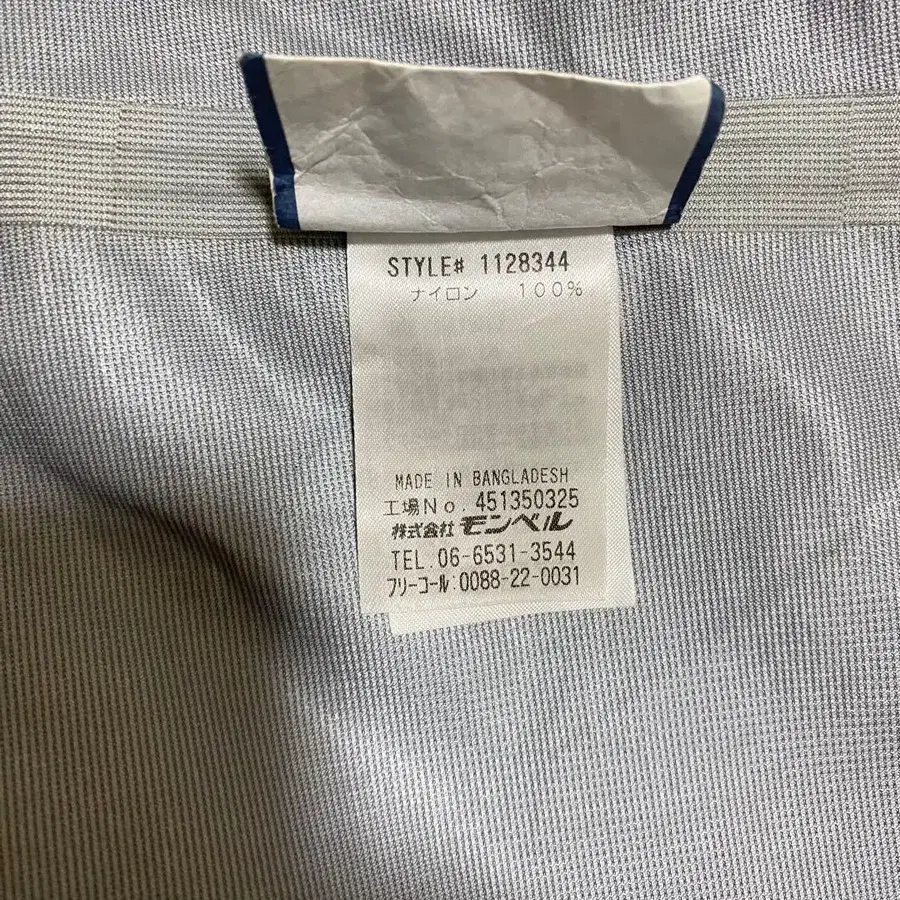 STYLE# 1128344
ナイロン 100%
MADE IN BANGLADESH
工場No. 451350325
株式会社 モンベル
TEL.06-6531-3544
フリーコール:0088-22-0031